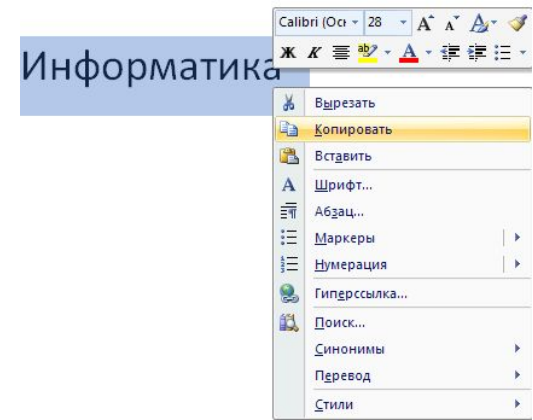 Calibri (Осн 28
Ж К
Информатика
Вырезать
Копировать
Вставить
Шрифт...
Абзац...
Маркеры
Нумерация
Гиперссылка...
Поиск...
Синонимы
Перевод
Стили